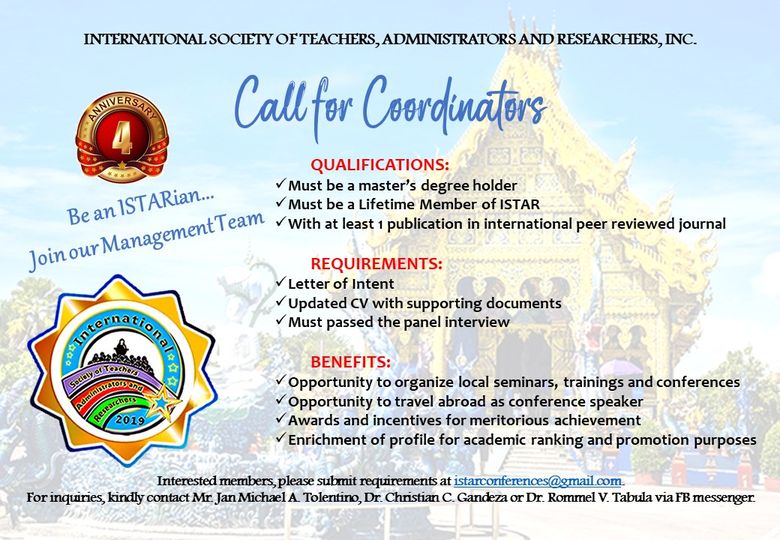 INTERNATIONAL SOCIETY OF TEACHERS, ADMINISTRATORS AND RESEARCHERS, INC.
Call for Coordinators
ANNIVERSARY
4
Be an ISTARian...
Join our Management Team
QUALIFICATIONS:
✓Must be a master's degree holder
✓Must be a Lifetime Member of ISTAR
✓With at least 1 publication in international peer reviewed journal
REQUIREMENTS:
✓Letter of Intent
✓Updated CV with supporting documents
✓Must passed the panel interview
International
Society of Teachers,
Administrators and
Researchers
2019
BENEFITS:
✓Opportunity to organize local seminars, trainings and conferences
✓Opportunity to travel abroad as conference speaker
✓Awards and incentives for meritorious achievement
✓Enrichment of profile for academic ranking and promotion purposes
Interested members, please submit requirements at istarconferences@gmail.com.
For inquiries, kindly contact Mr. Jan Michael A. Tolentino, Dr. Christian C. Gandeza or Dr. Rommel V. Tabula via FB messenger.